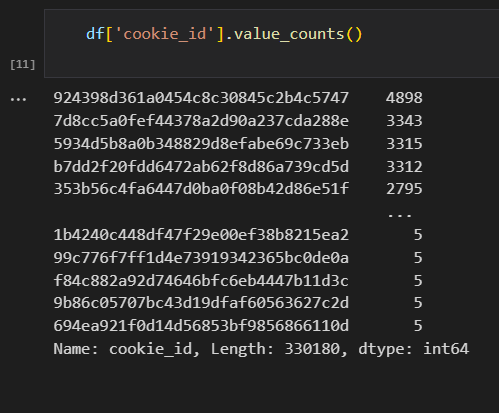 df['cookie_id'].value_counts()
[11]
...
924398d361a0454c8c30845c2b4c5747 4898
7d8cc5a0fef44378a2d90a237cda288e 3343
5934d5b8a0b348829d8efabe69c733eb 3315
b7dd2f20fdd6472ab62f8d86a739cd5d 3312
353b56c4fa6447d0ba0f08b42d86e51f 2795
...
1b4240c448df47f29e00ef38b8215ea2 5
99c776f7ff1d4e73919342365bc0de0a 5
f84c882a92d74646bfc6eb4447b11d3c 5
9b86c05707bc43d19dfaf60563627c2d 5
694ea921f0d14d56853bf9856866110d 5
Name: cookie_id, Length: 330180, dtype: int64